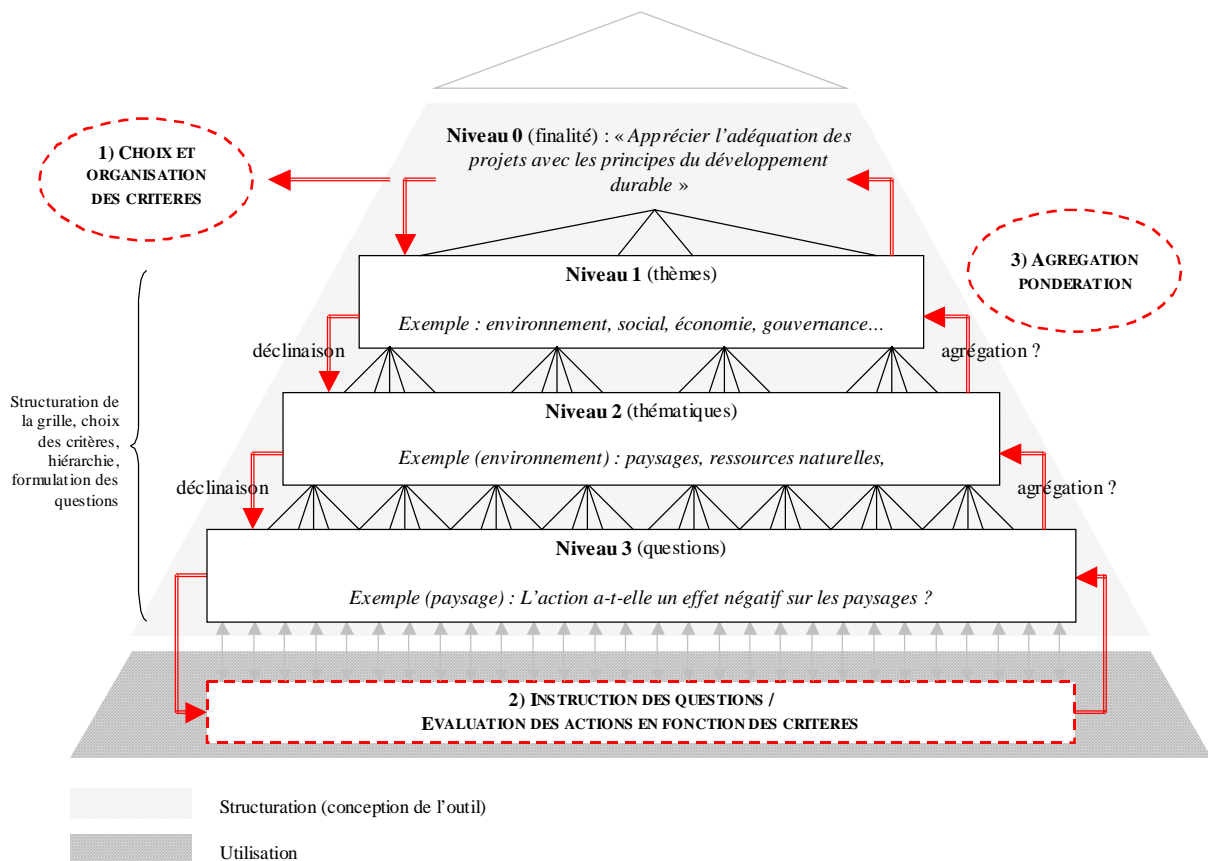 Niveau 0 (finalité) : « Apprécier l’adéquation des
projets avec les principes du développement
durable »
1) CHOIX ET
ORGANISATION
DES CRITERES
3) AGREGATION
PONDERATION
Niveau 1 (thèmes)
Exemple : environnement, social, économie, gouvernance…
déclinaison
agrégation ?
Structuration de
la grille, choix
des critères,
hiérarchie,
formulation des
questions
Niveau 2 (thématiques)
Exemple (environnement) : paysages, ressources naturelles,
déclinaison
agrégation ?
Niveau 3 (questions)
Exemple (paysage) : L’action a-t-elle un effet négatif sur les paysages ?
2) INSTRUCTION DES QUESTIONS /
EVALUATION DES ACTIONS EN FONCTION DES CRITERES
Structuration (conception de l’outil)
Utilisation